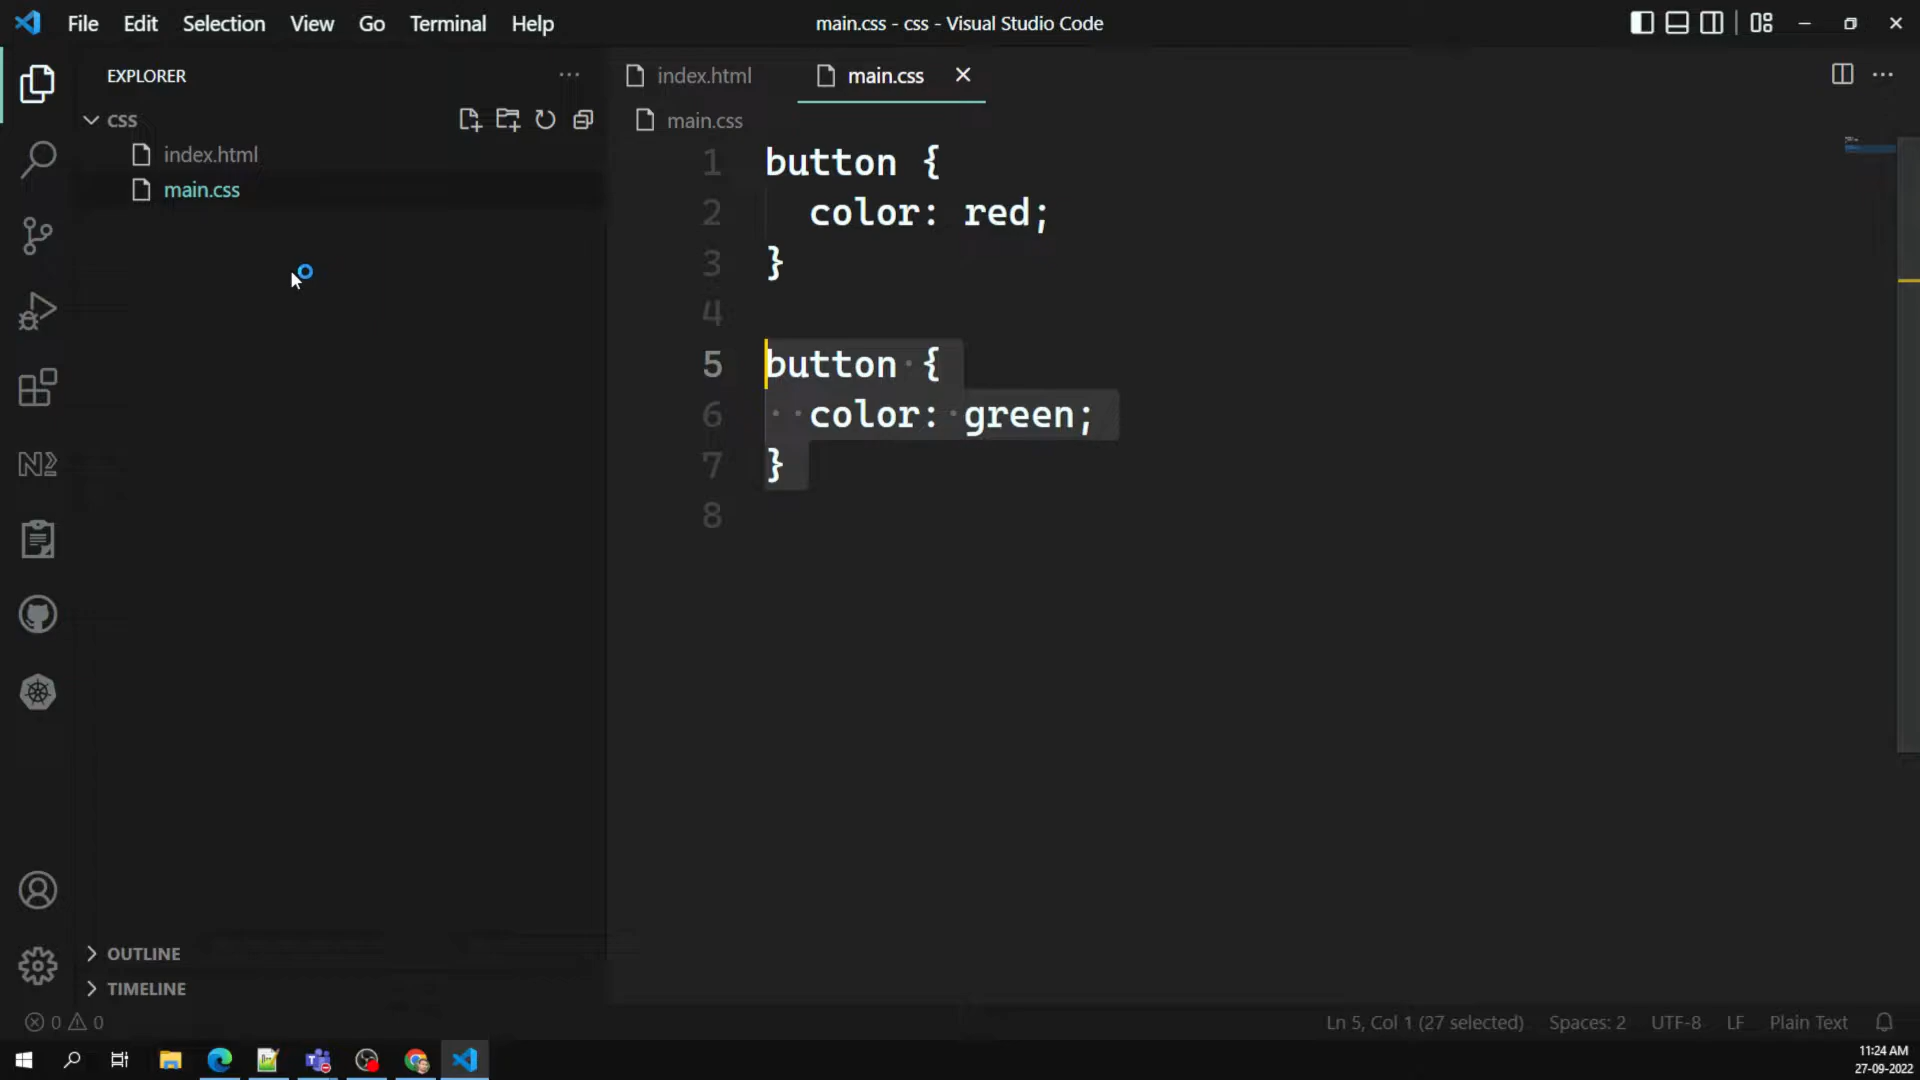 File Edit Selection View Go Terminal Help
main.css - css - Visual Studio Code
EXPLORER
CSS
index.html
main.css
OUTLINE
TIMELINE
index.html
main.css
main.css
1 button {
2 color: red;
3 }
4
5 button {
6 color: green;
7 }
8
0 0
Ln 5, Col 1 (27 selected) Spaces: 2 UTF-8 LF Plain Text
11:24 AM
27-09-2022